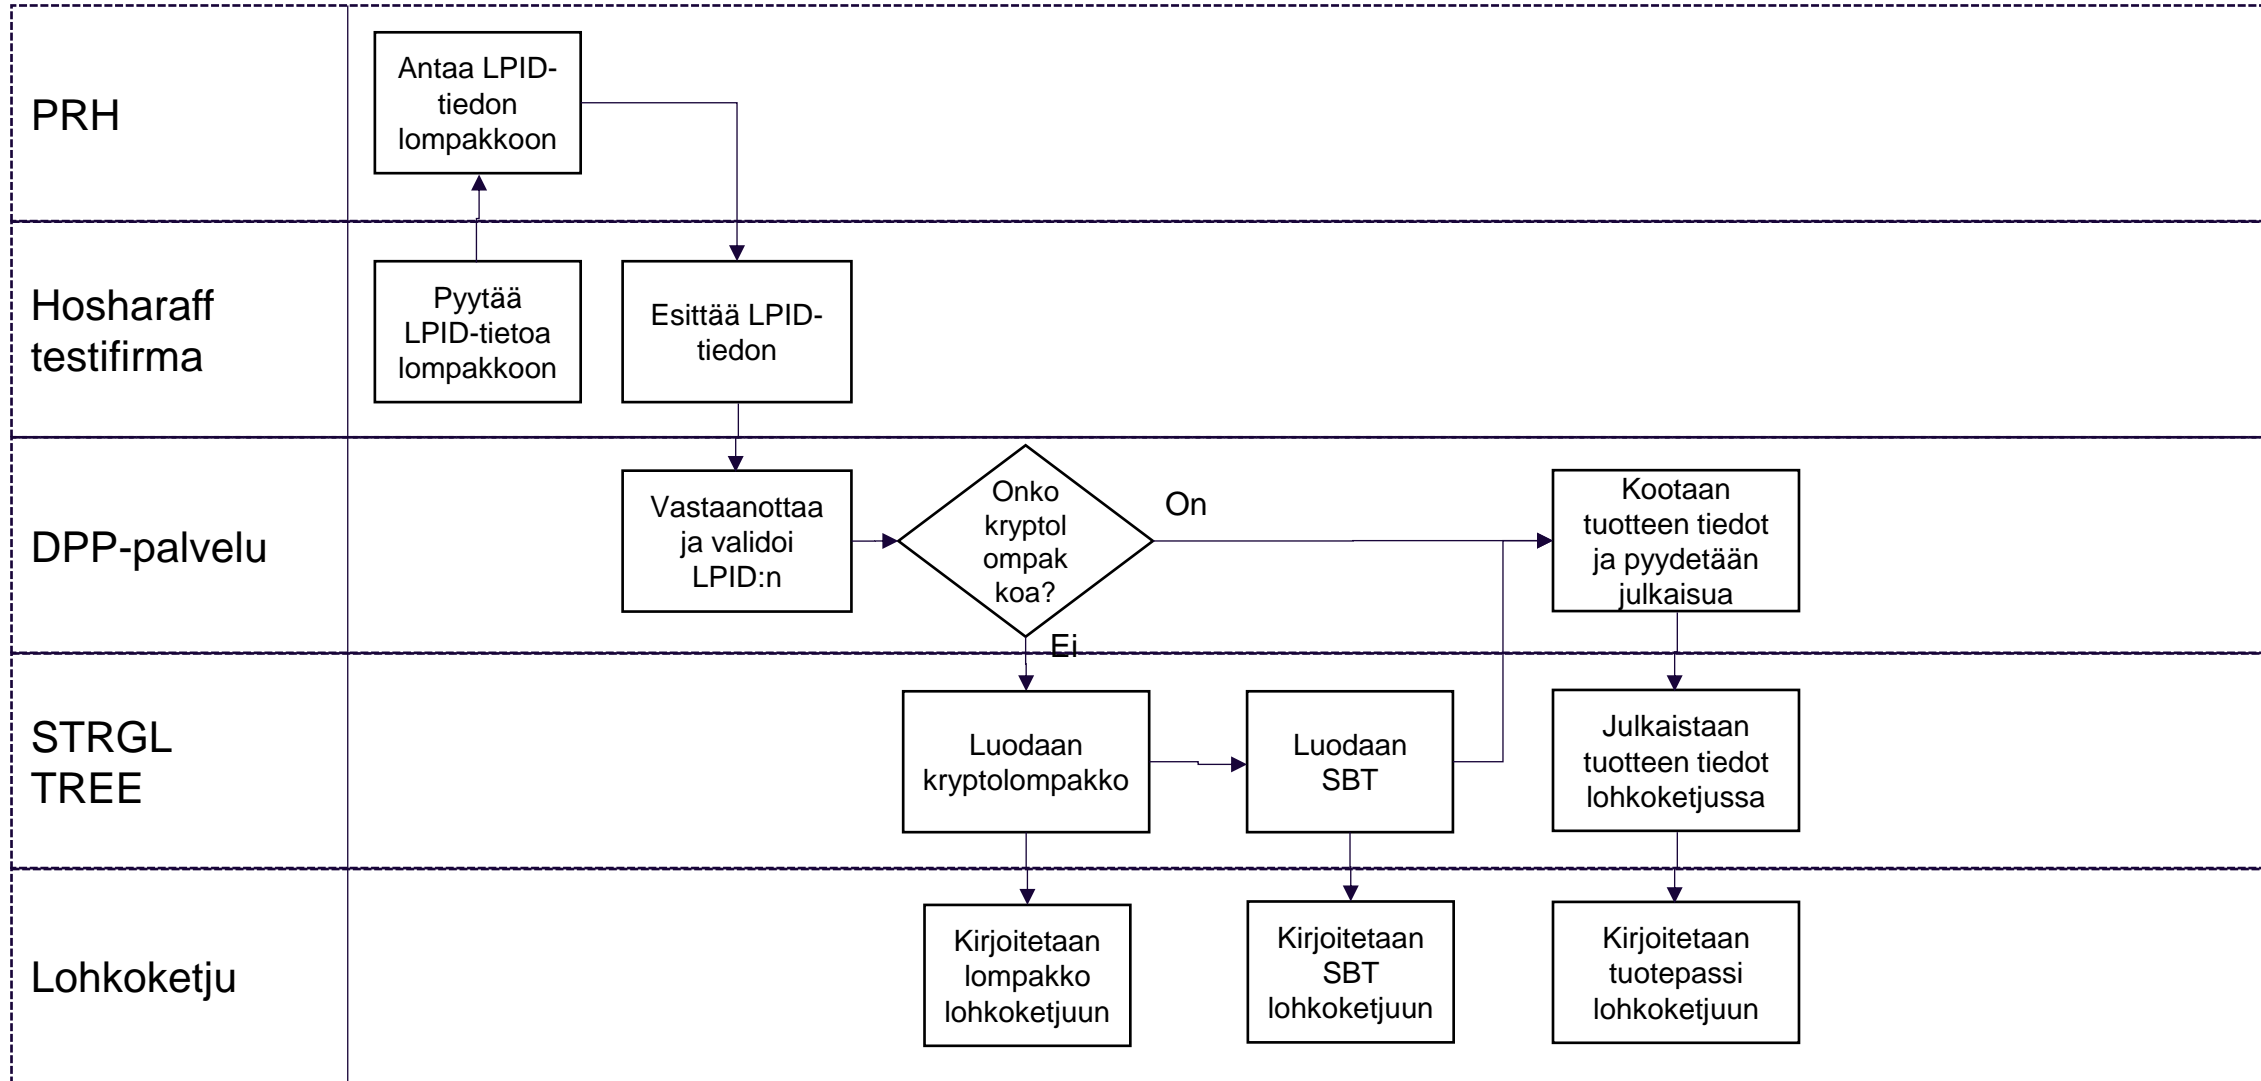 PRH
Antaa LPID-
tiedon
lompakkoon
Hosharaff
testifirma
Pyytää
LPID-tietoa
lompakkoon
Esittää LPID-
tiedon
DPP-palvelu
Vastaanottaa
ja validoi
LPID:n
Onko
kryptol
ompak
koa?
On
Ei
Kootaan
tuotteen tiedot
ja pyydetään
julkaisua
STRGL
TREE
Luodaan
kryptolompakko
Luodaan
SBT
Julkaistaan
tuotteen tiedot
lohkoketjussa
Lohkoketju
Kirjoitetaan
lompakko
lohkoketjuun
Kirjoitetaan
SBT
lohkoketjuun
Kirjoitetaan
tuotepassi
lohkoketjuun